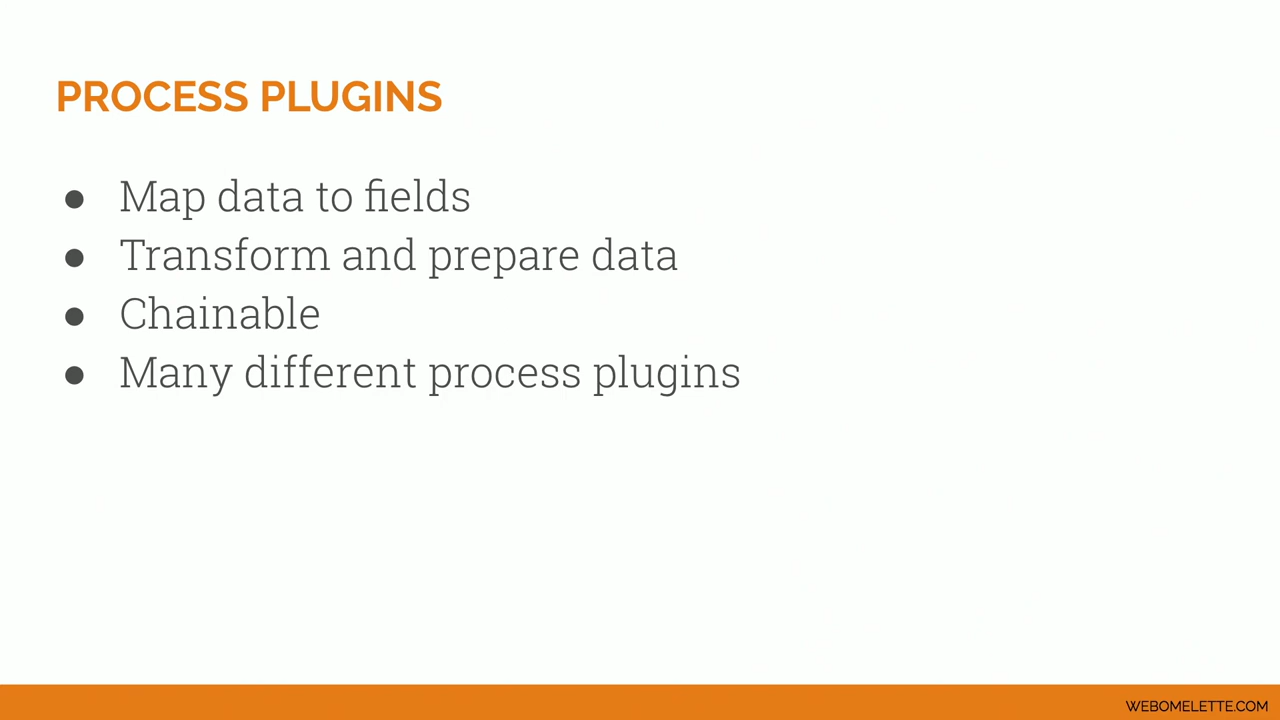 PROCESS PLUGINS
● Map data to fields
● Transform and prepare data
● Chainable
● Many different process plugins
WEBOMELETTE.COM